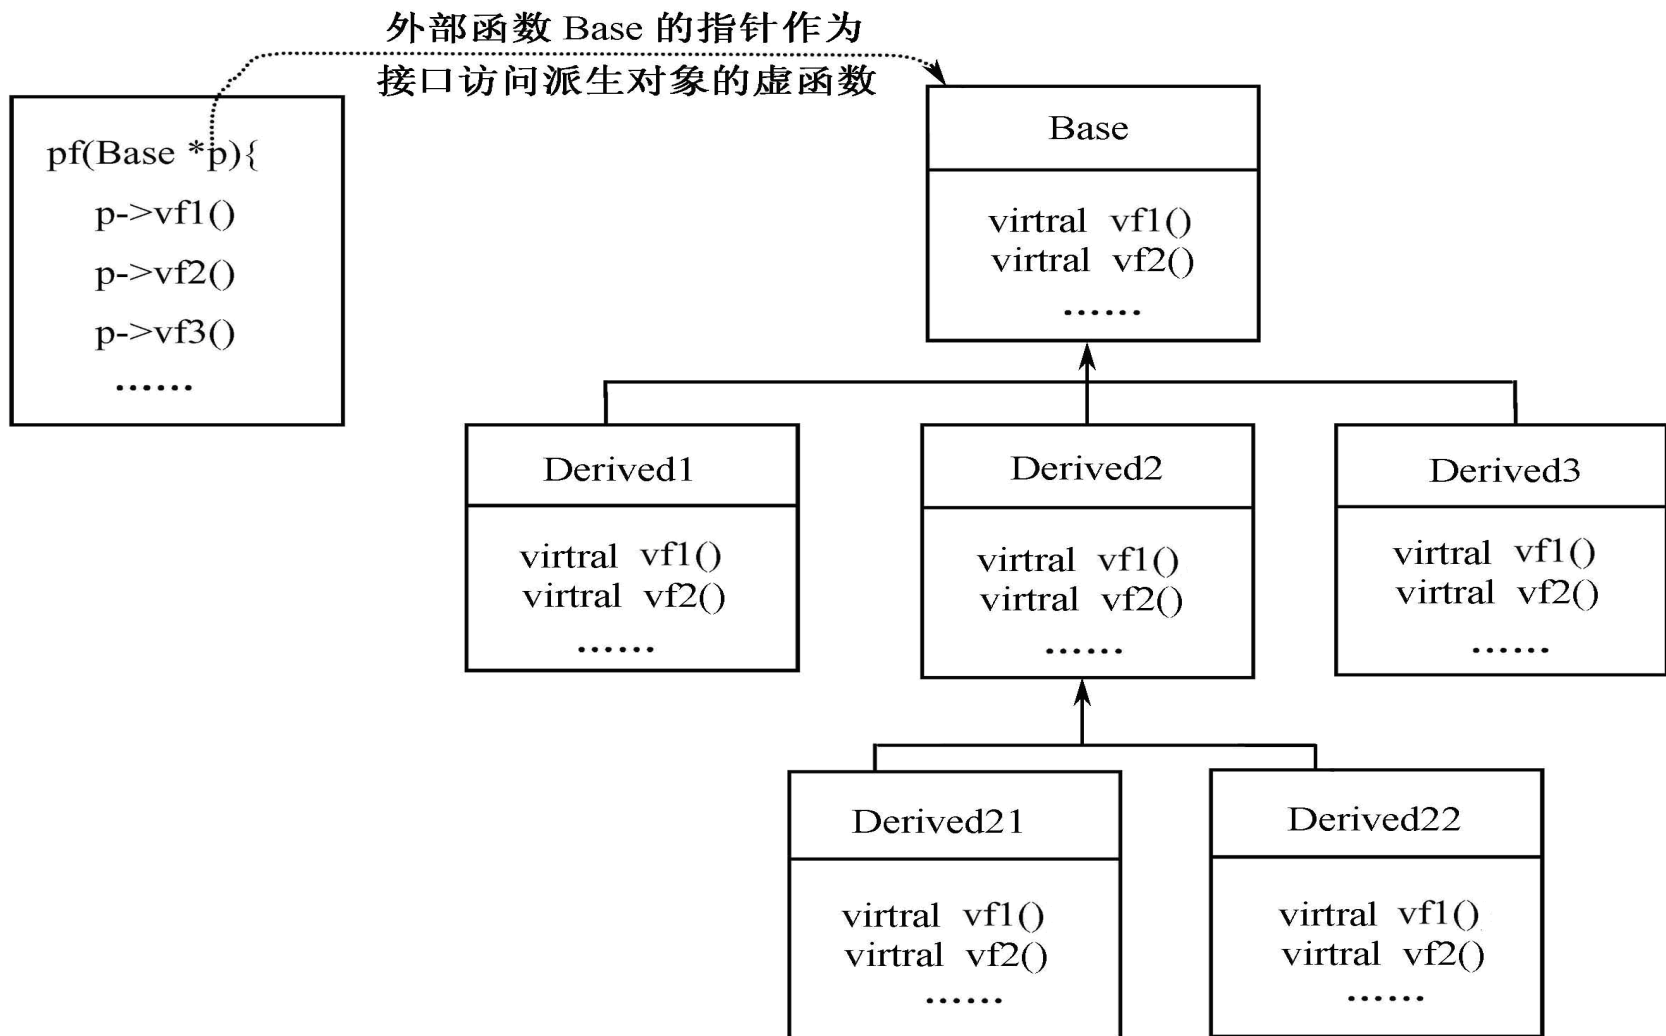 外部函数 Base 的指针作为
接口访问派生对象的虚函数
pf(Base *p){
p->vf1()
p->vf2()
p->vf3()
……
Base
virtral vf1()
virtral vf2()
……
Derived1
virtral vf1()
virtral vf2()
……
Derived2
virtral vf1()
virtral vf2()
……
Derived3
virtral vf1()
virtral vf2()
……
Derived21
virtral vf1()
virtral vf2()
……
Derived22
virtral vf1()
virtral vf2()
……